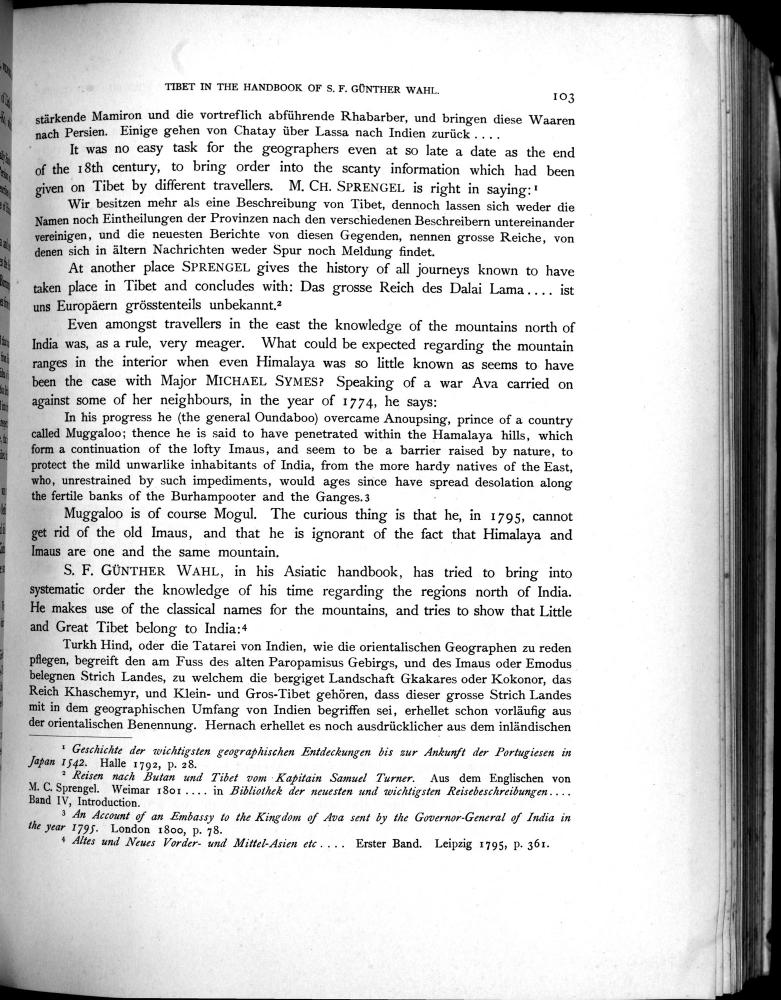 TIBET IN THE HANDBOOK OF S. F. GÜNTHER WAHL.
103
stärkende Mamiron und die vortreflich abführende Rhabarber, und bringen diese Waaren
nach Persien. Einige gehen von Chatay über Lassa nach Indien zurück . . . .
It was no easy task for the geographers even at so late a date as the end
of the 18th century, to bring order into the scanty information which had been
given on Tibet by different travellers. M. CH. SPRENGEL is right in saying:¹
Wir besitzen mehr als eine Beschreibung von Tibet, dennoch lassen sich weder die
Namen noch Eintheilungen der Provinzen nach den verschiedenen Beschreibern untereinander
vereinigen, und die neuesten Berichte von diesen Gegenden, nennen grosse Reiche, von
denen sich in ältern Nachrichten weder Spur noch Meldung findet.
At another place SPRENGEL gives the history of all journeys known to have
taken place in Tibet and concludes with: Das grosse Reich des Dalai Lama . . . . ist
uns Europäern grösstenteils unbekannt.²
Even amongst travellers in the east the knowledge of the mountains north of
India was, as a rule, very meager. What could be expected regarding the mountain
ranges in the interior when even Himalaya was so little known as seems to have
been the case with Major MICHAEL SYMES? Speaking of a war Ava carried on
against some of her neighbours, in the year of 1774, he says:
In his progress he (the general Oundaboo) overcame Anoupsing, prince of a country
called Muggaloo; thence he is said to have penetrated within the Hamalaya hills, which
form a continuation of the lofty Imaus, and seem to be a barrier raised by nature, to
protect the mild unwarlike inhabitants of India, from the more hardy natives of the East,
who, unrestrained by such impediments, would ages since have spread desolation along
the fertile banks of the Burhampooter and the Ganges.³
Muggaloo is of course Mogul. The curious thing is that he, in 1795, cannot
get rid of the old Imaus, and that he is ignorant of the fact that Himalaya and
Imaus are one and the same mountain.
S. F. GÜNTHER WAHL, in his Asiatic handbook, has tried to bring into
systematic order the knowledge of his time regarding the regions north of India.
He makes use of the classical names for the mountains, and tries to show that Little
and Great Tibet belong to India:⁴
Turkh Hind, oder die Tatarei von Indien, wie die orientalischen Geographen zu reden
pflegen, begreift den am Fuss des alten Paropamisus Gebirgs, und des Imaus oder Emodus
belegnen Strich Landes, zu welchem die bergiget Landschaft Gkakares oder Kokonor, das
Reich Khaschemyr, und Klein- und Gros-Tibet gehören, dass dieser grosse Strich Landes
mit in dem geographischen Umfang von Indien begriffen sei, erhellet schon vorläufig aus
der orientalischen Benennung. Hernach erhellet es noch ausdrücklicher aus dem inländischen
¹ Geschichte der wichtigsten geographischen Entdeckungen bis zur Ankunft der Portugiesen in
Japan 1542. Halle 1792, p. 28.
² Reisen nach Butan und Tibet vom Kapitain Samuel Turner. Aus dem Englischen von
M. C. Sprengel. Weimar 1801 . . . . in Bibliothek der neuesten und wichtigsten Reisebeschreibungen . . . .
Band IV, Introduction.
³ An Account of an Embassy to the Kingdom of Ava sent by the Governor-General of India in
the year 1795. London 1800, p. 78.
⁴ Altes und Neues Vorder- und Mittel-Asien etc . . . . Erster Band. Leipzig 1795, p. 361.